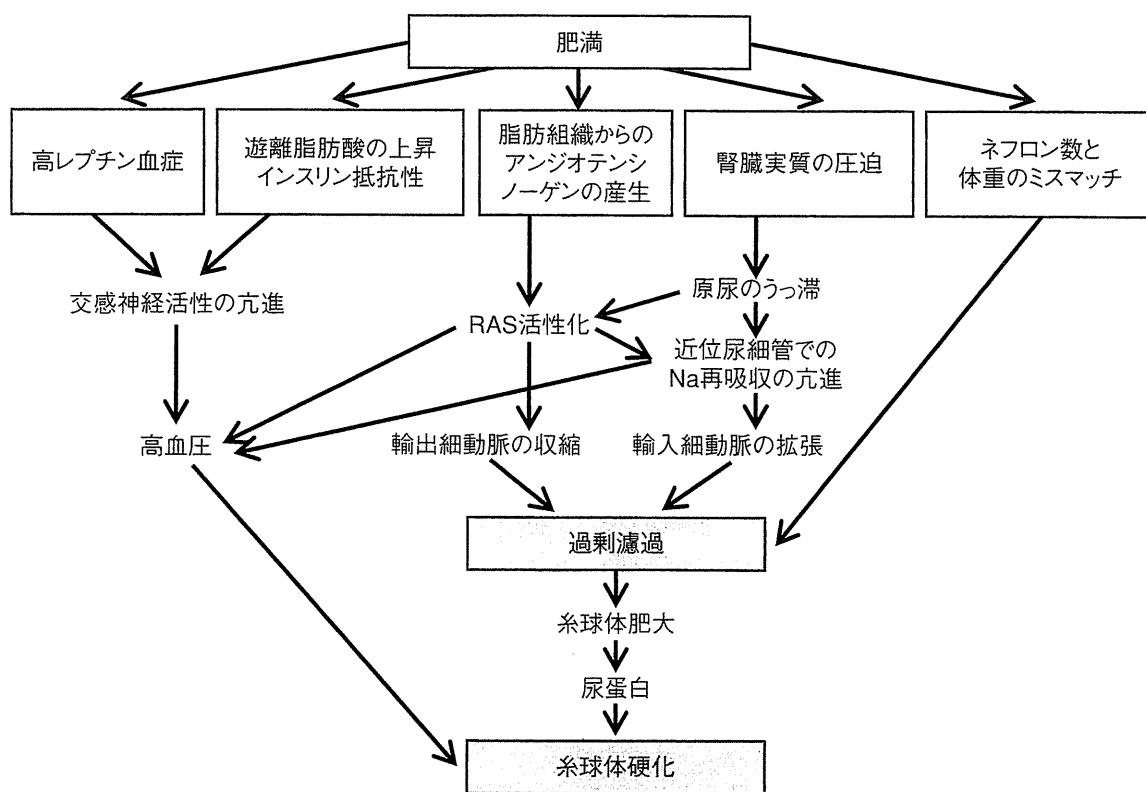 肥満
高レプチン血症
遊離脂肪酸の上昇
インスリン抵抗性
脂肪組織からの
アンジオテンシ
ノーゲンの産生
腎臓実質の圧迫
ネフロン数と
体重のミスマッチ
交感神経活性の亢進
原尿のうっ滞
RAS活性化
近位尿細管での
Na再吸収の亢進
高血圧
輸出細動脈の収縮
輸入細動脈の拡張
過剰濾過
糸球体肥大
尿蛋白
糸球体硬化